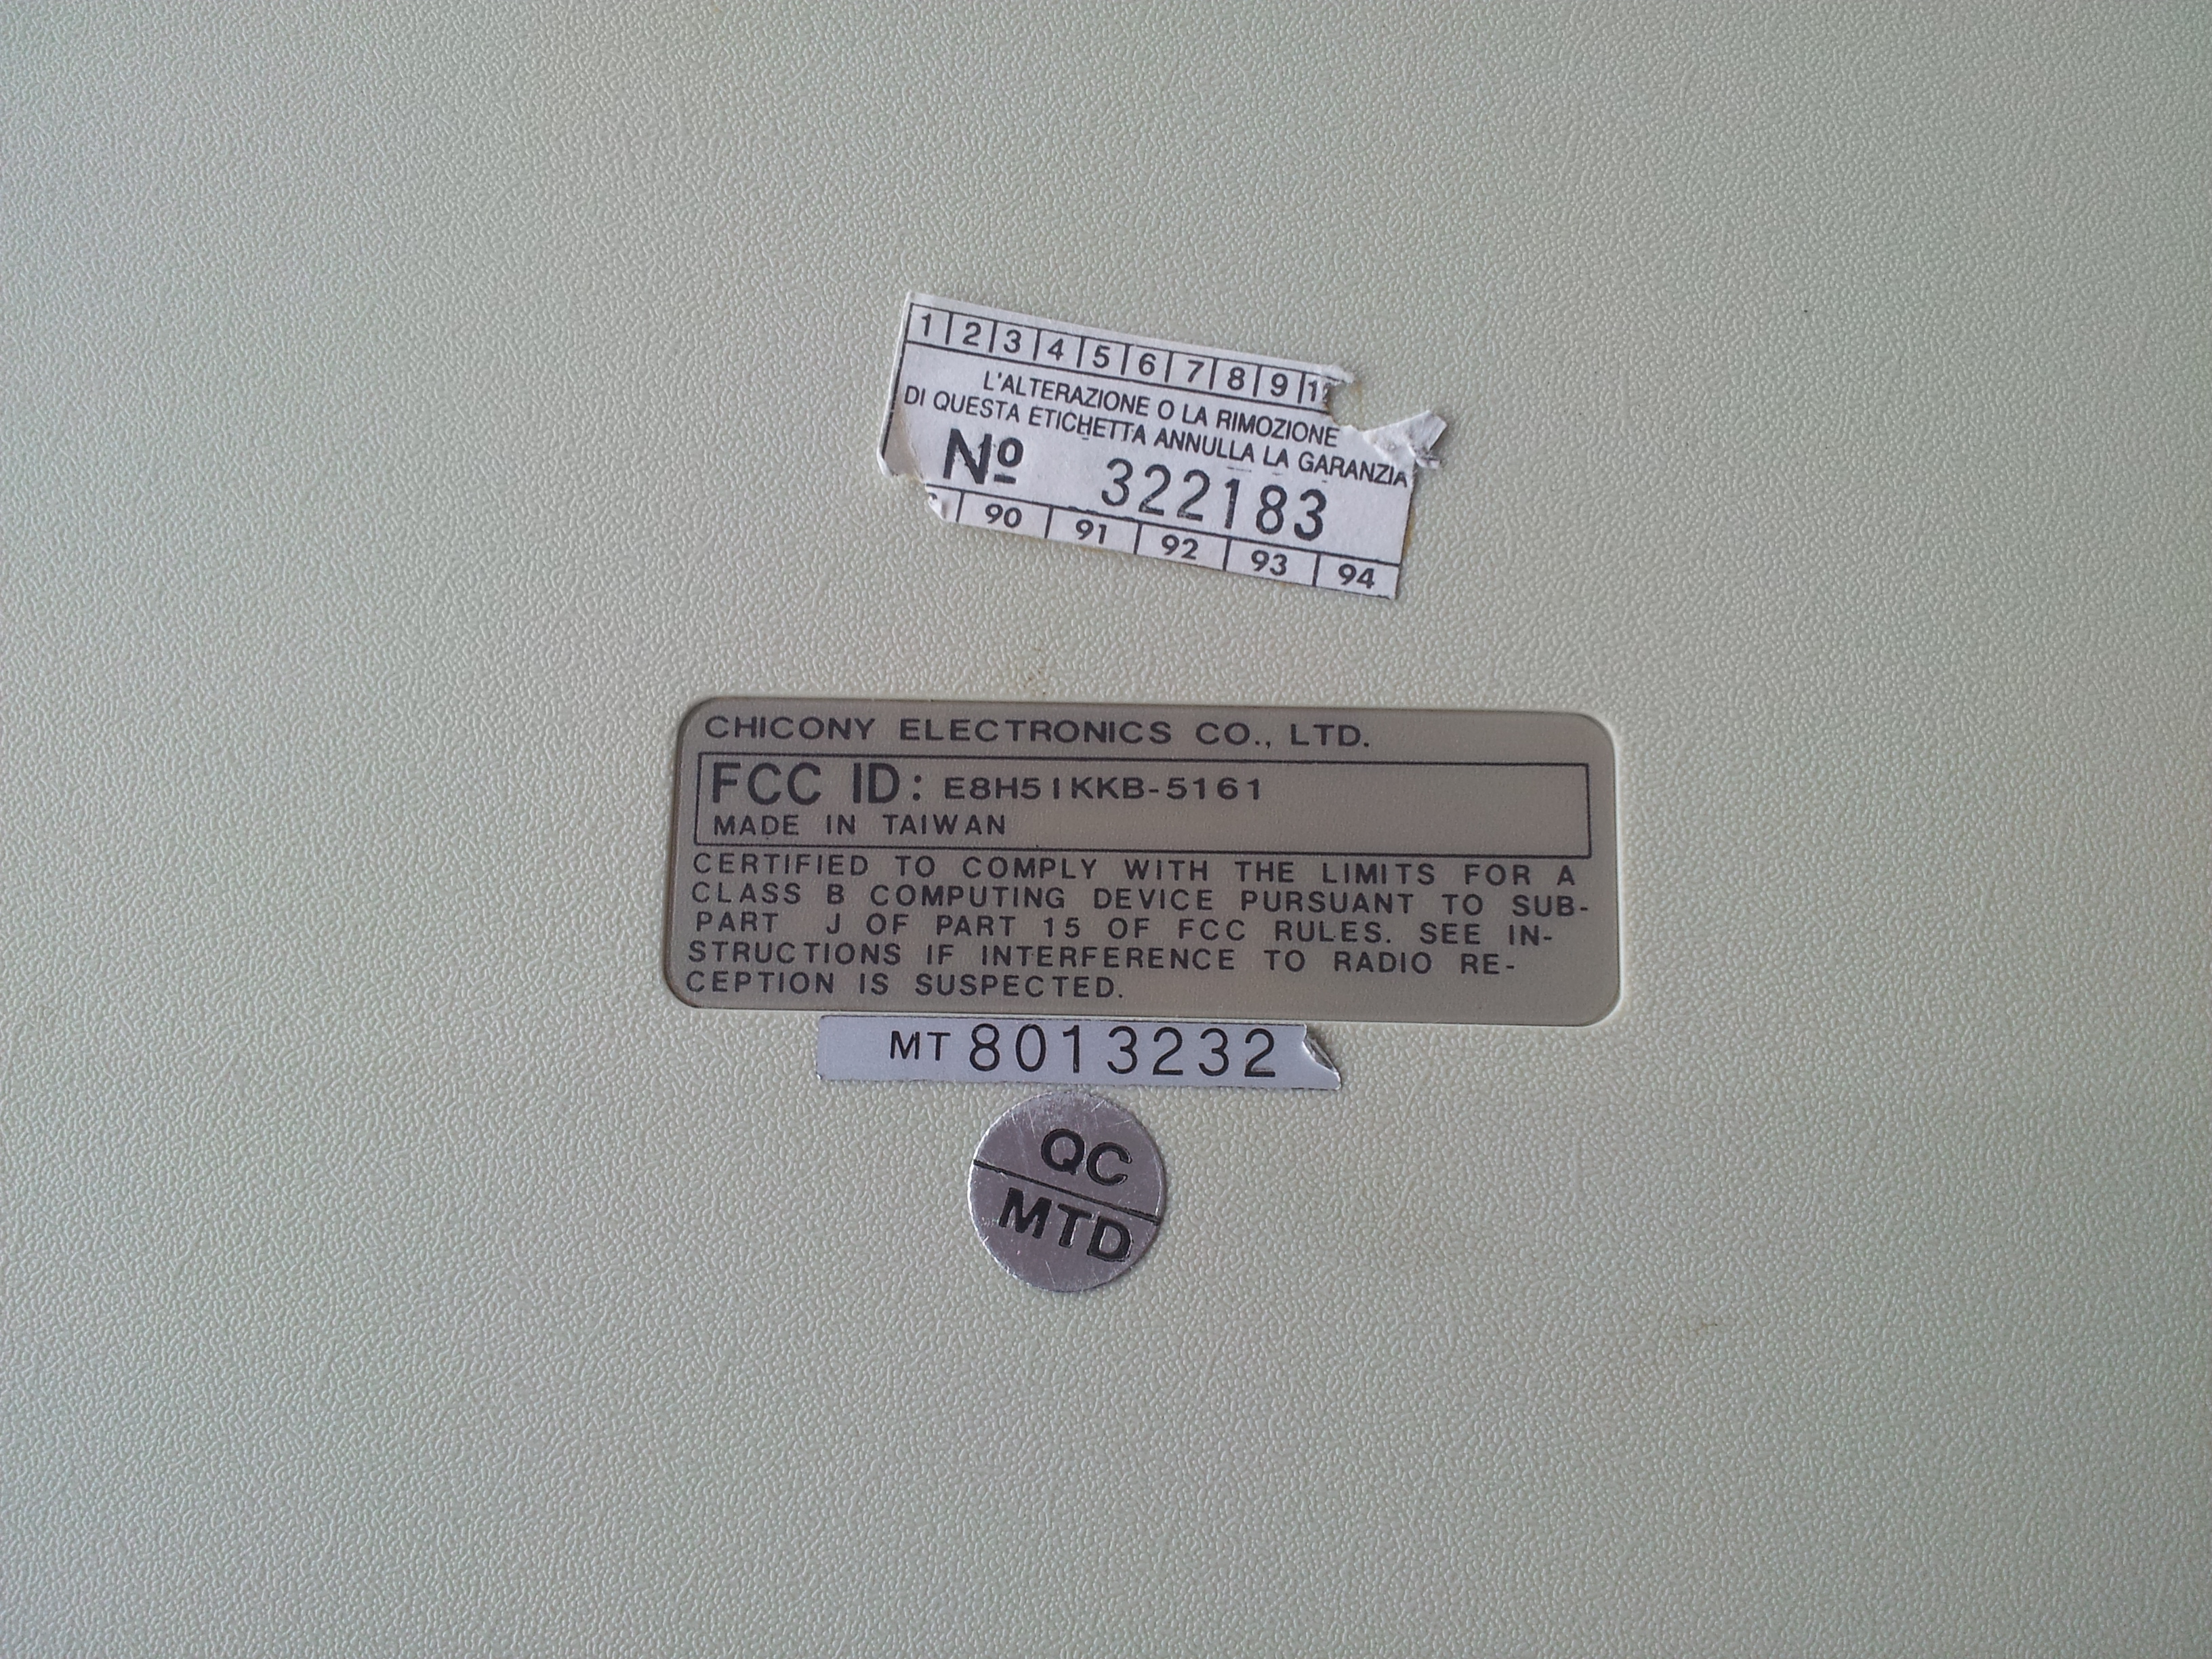 1 2 3 4 5 6 7 8 9
L'ALTERAZIONE O LA RIMOZIONE
DI QUESTA ETICHETTA ANNULLA LA GARANZIA
Nº 322183
90 91 92 93 94
CHICONY ELECTRONICS CO., LTD.
FCC ID: E8H51KKB-5161
MADE IN TAIWAN
CERTIFIED TO COMPLY WITH THE LIMITS FOR A
CLASS B COMPUTING DEVICE PURSUANT TO SUB-
PART J OF PART 15 OF FCC RULES. SEE IN-
STRUCTIONS IF INTERFERENCE TO RADIO RE-
CEPTION IS SUSPECTED.
MT 8013232
QC
MTD